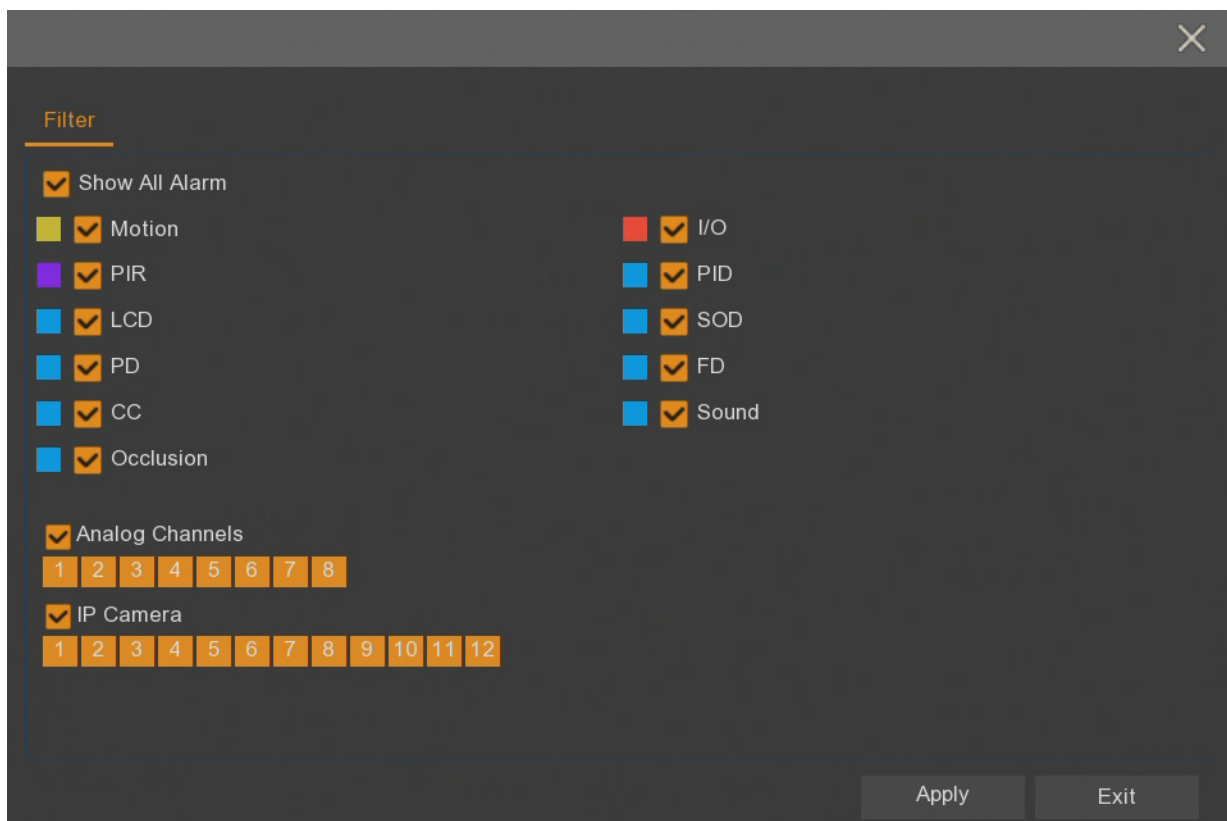 Filter
Show All Alarm
Motion I/O
PIR PID
LCD SOD
PD FD
CC Sound
Occlusion
Analog Channels
1 2 3 4 5 6 7 8
IP Camera
1 2 3 4 5 6 7 8 9 10 11 12
Apply Exit